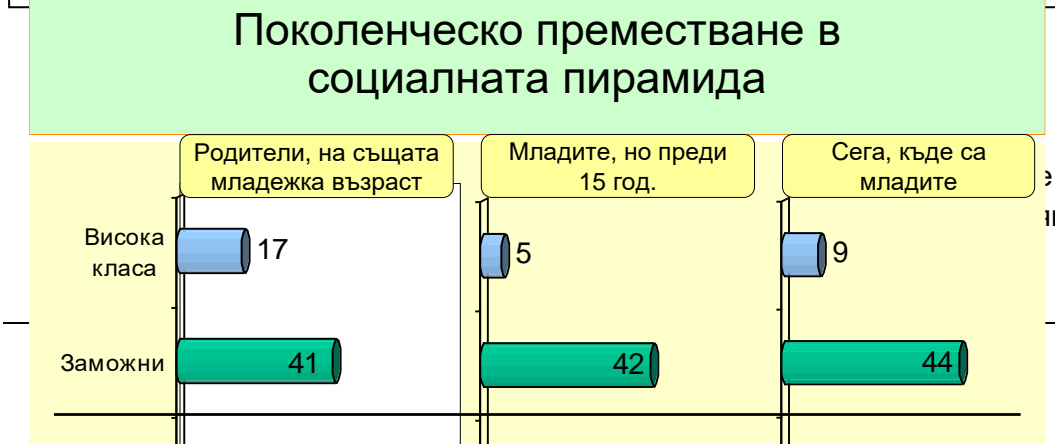 Поколенческо преместване в
социалната пирамида
Родители, на същата
младежка възраст
Младите, но преди
15 год.
Сега, къде са
младите
Висока
класа
17
5
9
Заможни
41
42
44